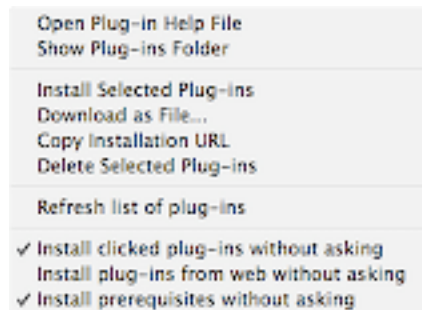 Open Plug-in Help File
Show Plug-ins Folder
Install Selected Plug-ins
Download as File...
Copy Installation URL
Delete Selected Plug-ins
Refresh list of plug-ins
✓ Install clicked plug-ins without asking
Install plug-ins from web without asking
✓ Install prerequisites without asking